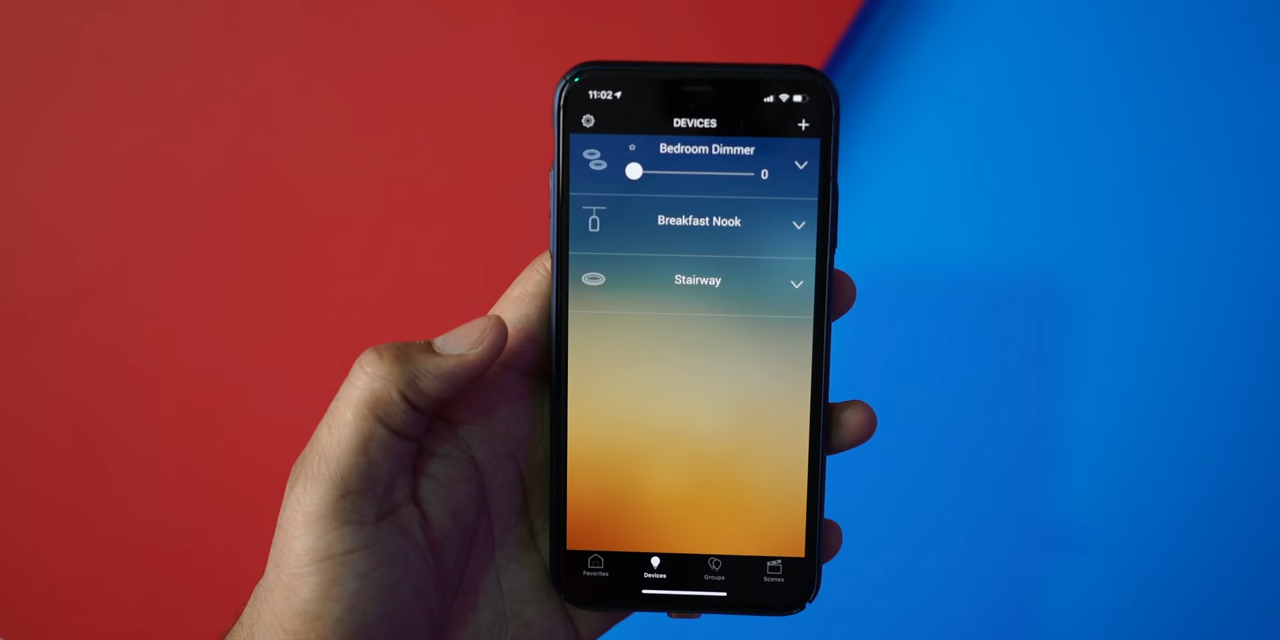 11:02
DEVICES
+
Bedroom Dimmer
0
Breakfast Nook
Stairway
Favorites
Devices
Groups
Scenes